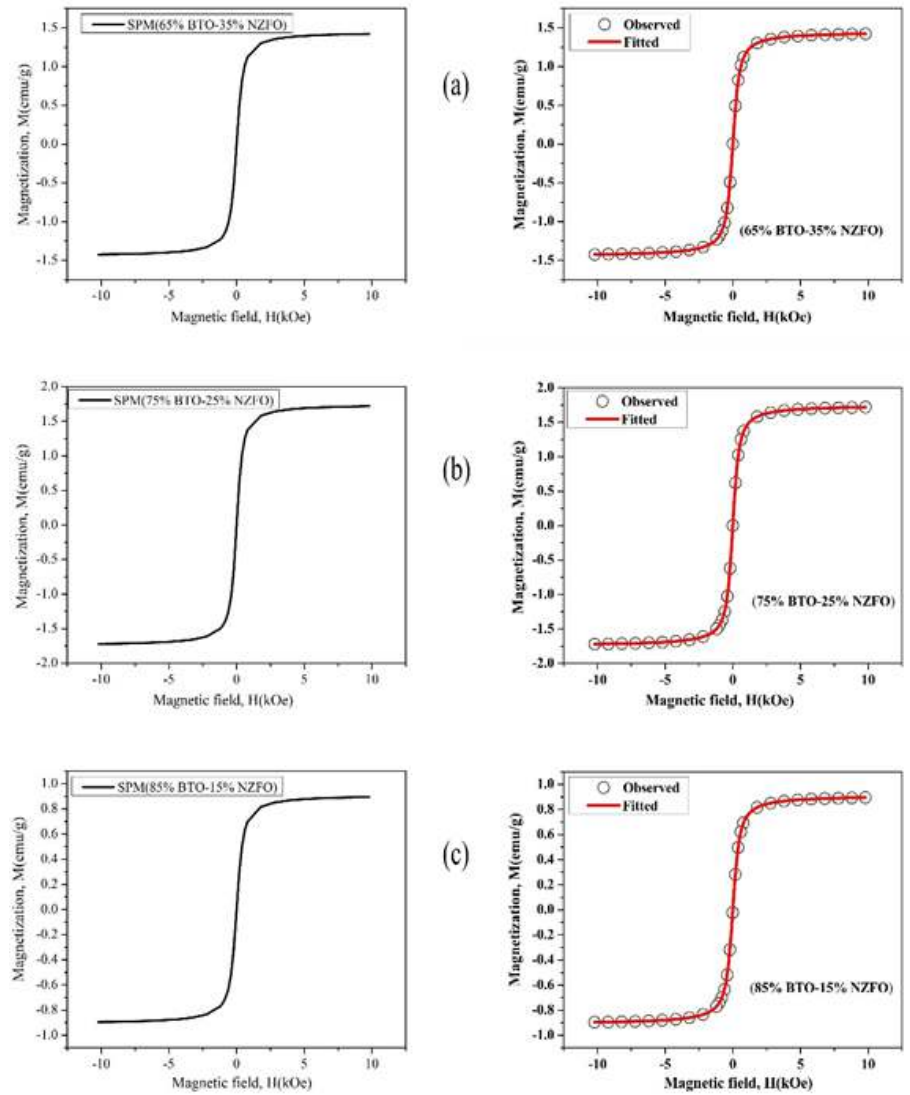 SPM(65% BTO-35% NZFO)
1.5
1.0
0.5
0.0
-0.5
-1.0
-1.5
Magnetization, M(emu/g)
-10 -5 0 5 10
Magnetic field, H(kOe)
(a)
Observed
Fitted
1.5
1.0
0.5
0.0
-0.5
-1.0
-1.5
Magnetization, M(emu/g)
(65% BTO-35% NZFO)
-10 -5 0 5 10
Magnetic field, H(kOe)
SPM(75% BTO-25% NZFO)
2.0
1.5
1.0
0.5
0.0
-0.5
-1.0
-1.5
-2.0
Magnetization, M(emu/g)
-10 -5 0 5 10
Magnetic field, H(kOe)
(b)
Observed
Fitted
2.0
1.5
1.0
0.5
0.0
-0.5
-1.0
-1.5
-2.0
Magnetization, M(emu/g)
(75% BTO-25% NZFO)
-10 -5 0 5 10
Magnetic field, H(kOe)
SPM(85% BTO-15% NZFO)
1.0
0.8
0.6
0.4
0.2
0.0
-0.2
-0.4
-0.6
-0.8
-1.0
Magnetization, M(emu/g)
-10 -5 0 5 10
Magnetic field, H(kOe)
(c)
Observed
Fitted
1.0
0.8
0.6
0.4
0.2
0.0
-0.2
-0.4
-0.6
-0.8
-1.0
Magnetization, M(emu/g)
(85% BTO-15% NZFO)
-10 -5 0 5 10
Magnetic field, H(kOe)